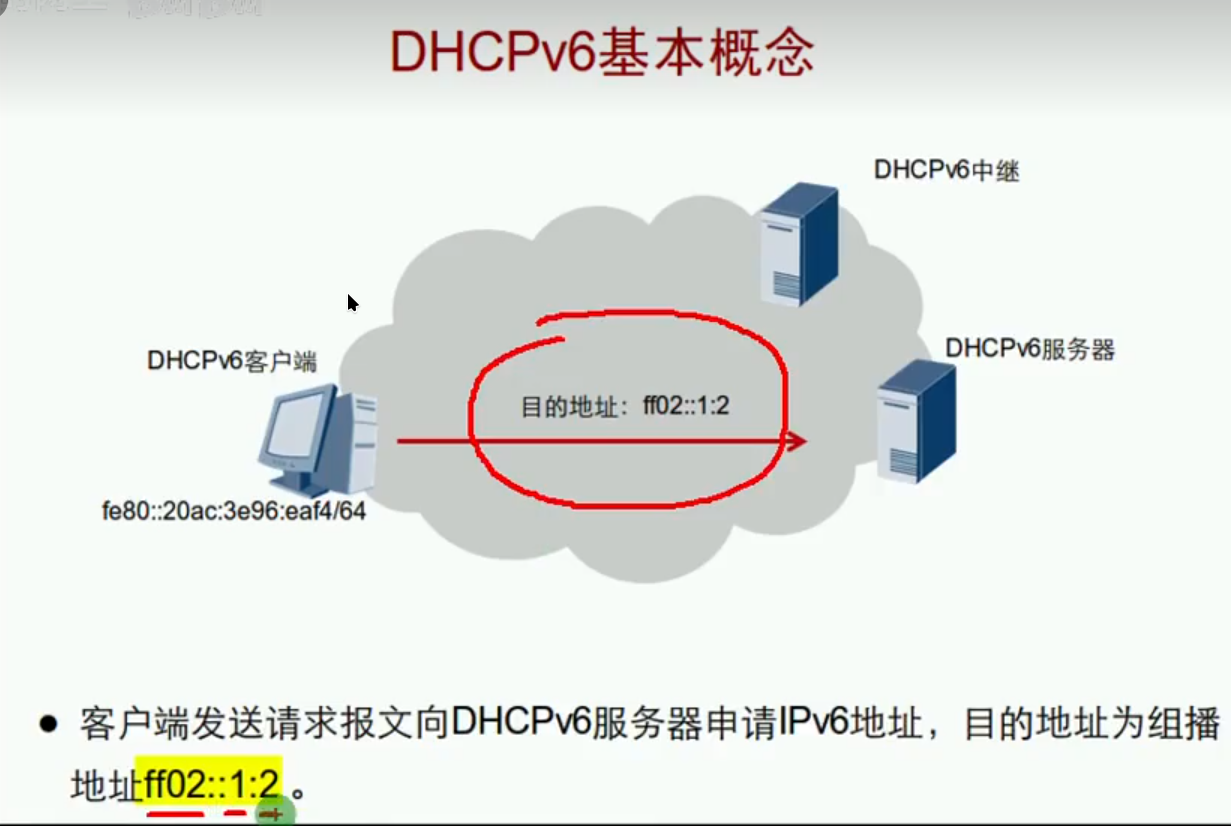 DHCPv6基本概念
DHCPv6中继
DHCPv6服务器
DHCPv6客户端
目的地址：ff02::1:2
fe80::20ac:3e96:eaf4/64
● 客户端发送请求报文向DHCPv6服务器申请IPv6地址，目的地址为组播
地址ff02::1:2 。